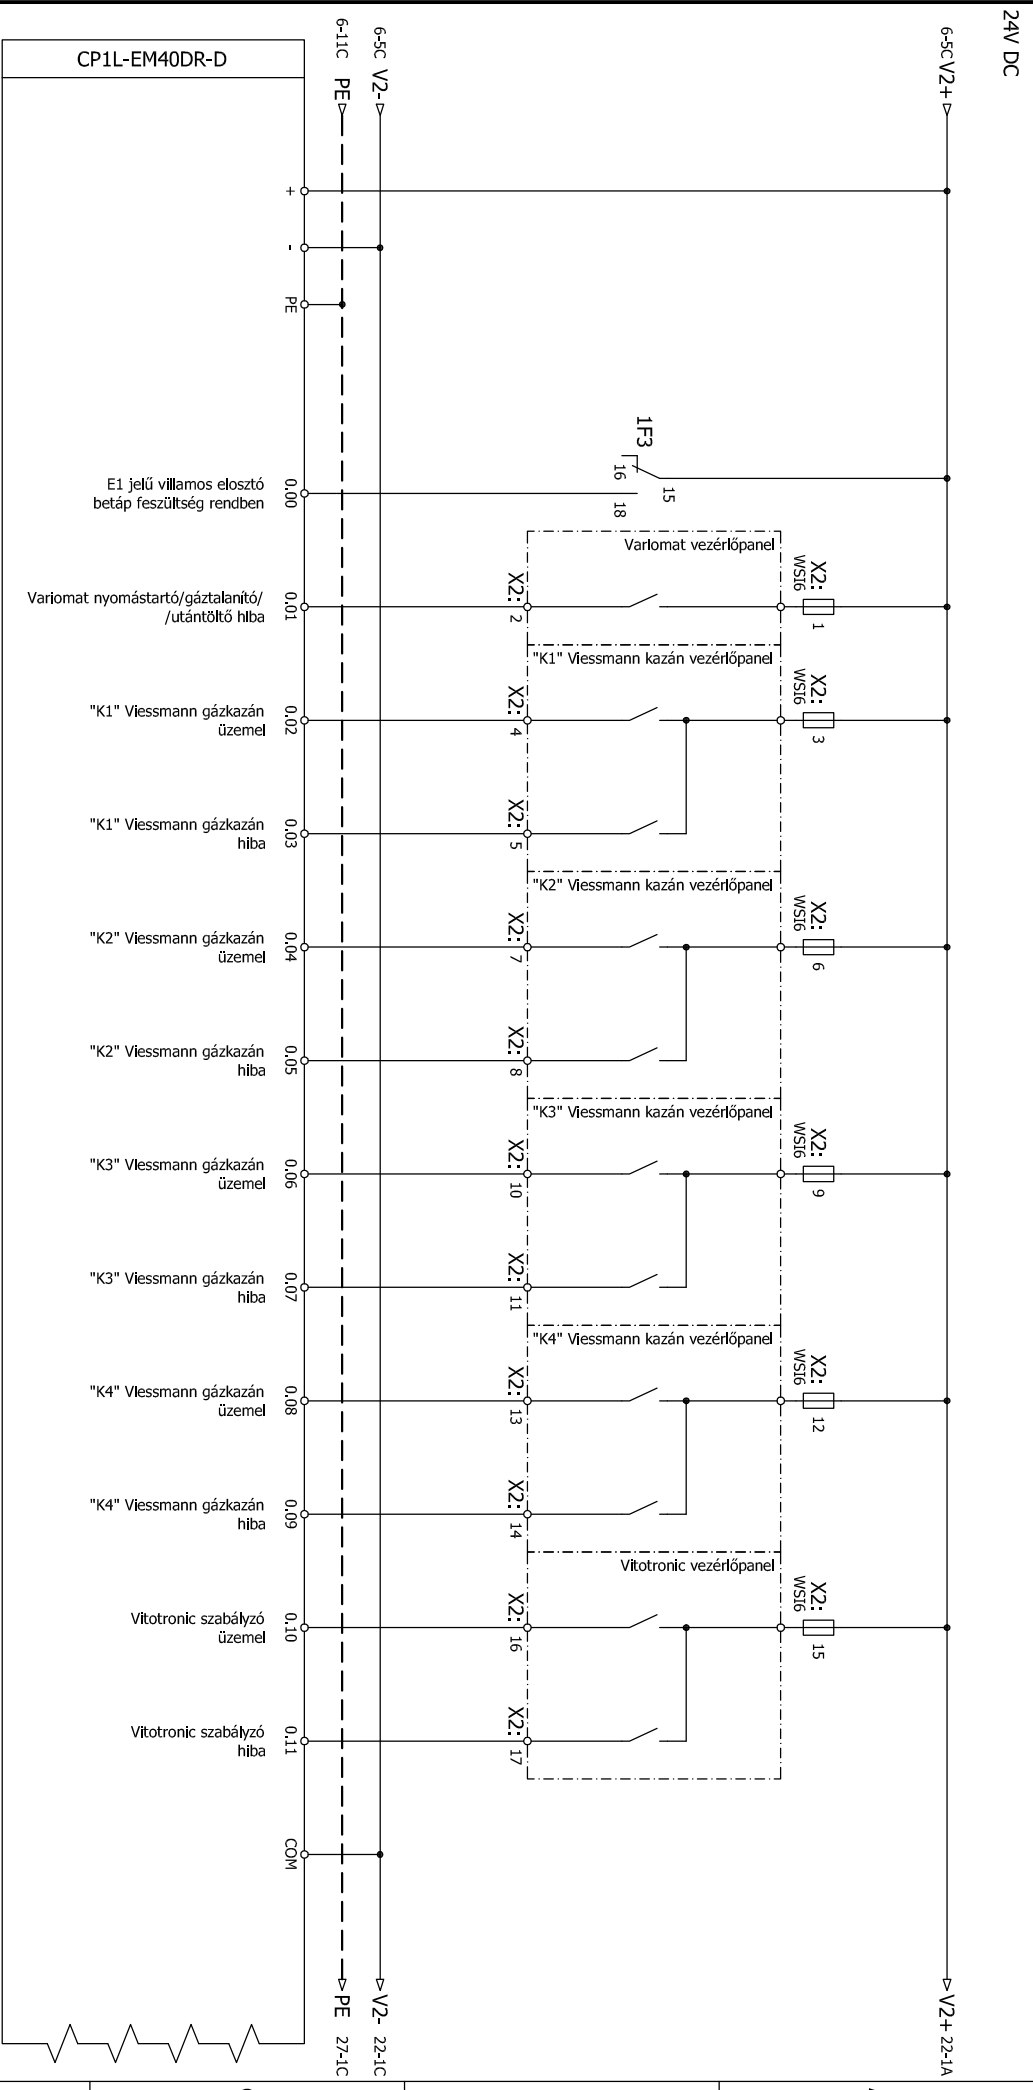 24V DC
6-5C V2+
6-5C V2-
6-11C PE
CP1L-EM40DR-D
+
-
PE
1F3
15
16
18
0.00
E1 jelű villamos elosztó
betáp feszültség rendben
Variomat vezérlőpanel
X2:
WSI6
1
X2:
2
0.01
Variomat nyomástartó/gáztalanító/
/utántöltő hiba
"K1" Viessmann kazán vezérlőpanel
X2:
WSI6
3
X2:
4
0.02
"K1" Viessmann gázkazán
üzemel
X2:
5
0.03
"K1" Viessmann gázkazán
hiba
"K2" Viessmann kazán vezérlőpanel
X2:
WSI6
6
X2:
7
0.04
"K2" Viessmann gázkazán
üzemel
X2:
8
0.05
"K2" Viessmann gázkazán
hiba
"K3" Viessmann kazán vezérlőpanel
X2:
WSI6
9
X2:
10
0.06
"K3" Viessmann gázkazán
üzemel
X2:
11
0.07
"K3" Viessmann gázkazán
hiba
"K4" Viessmann kazán vezérlőpanel
X2:
WSI6
12
X2:
13
0.08
"K4" Viessmann gázkazán
üzemel
X2:
14
0.09
"K4" Viessmann gázkazán
hiba
Vitotronic vezérlőpanel
X2:
WSI6
15
X2:
16
0.10
Vitotronic szabályzó
üzemel
X2:
17
0.11
Vitotronic szabályzó
hiba
COM
V2+ 22-1A
V2- 22-1C
PE 27-1C